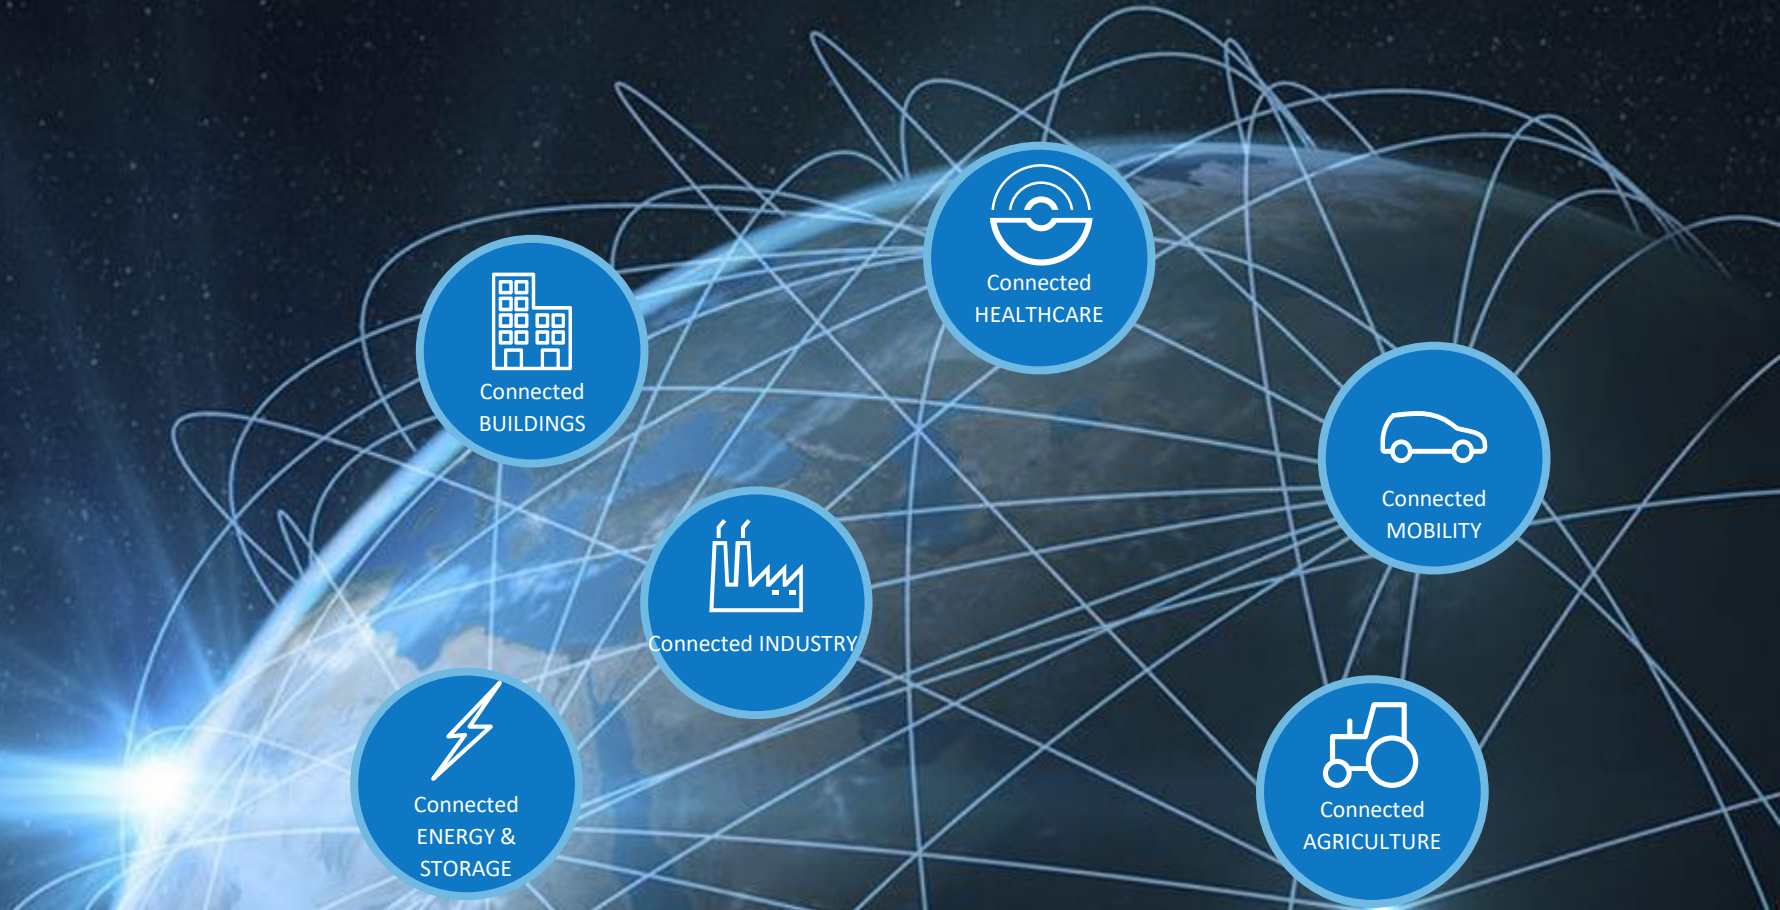 Connected
HEALTHCARE
Connected
BUILDINGS
Connected
MOBILITY
Connected INDUSTRY
Connected
ENERGY &
STORAGE
Connected
AGRICULTURE